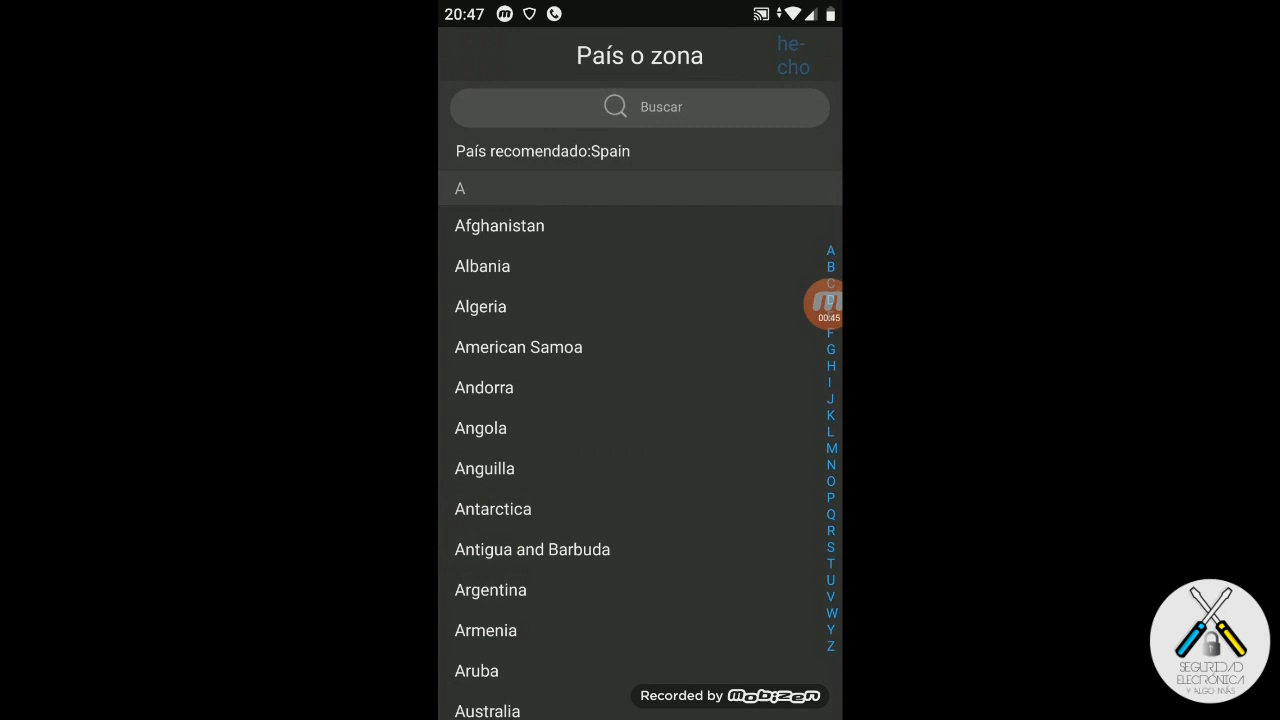 20:47
País o zona
he-
cho
Buscar
País recomendado:Spain
A
Afghanistan
Albania
Algeria
American Samoa
Andorra
Angola
Anguilla
Antarctica
Antigua and Barbuda
Argentina
Armenia
Aruba
Australia
A
B
C
D
F
G
H
I
J
K
L
M
N
O
P
Q
R
S
T
U
V
W
Y
Z
00:45
Recorded by mobizen
SEGURIDAD
ELECTRÓNICA
Y ALGO MÁS